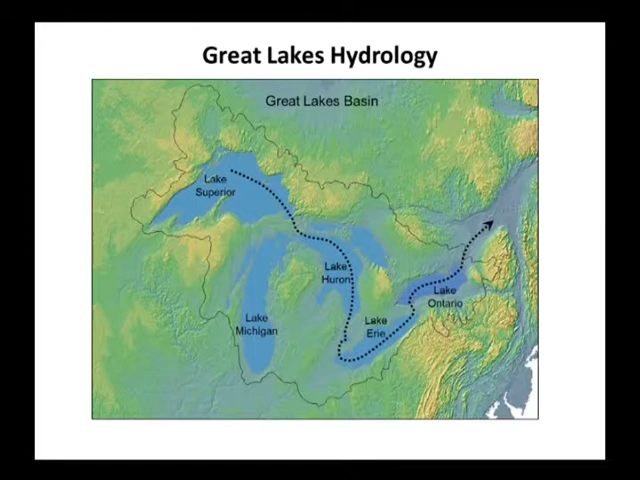 Great Lakes Hydrology
Great Lakes Basin
Lake
Superior
Lake
Huron
Lake
Ontario
Lake
Michigan
Lake
Erie